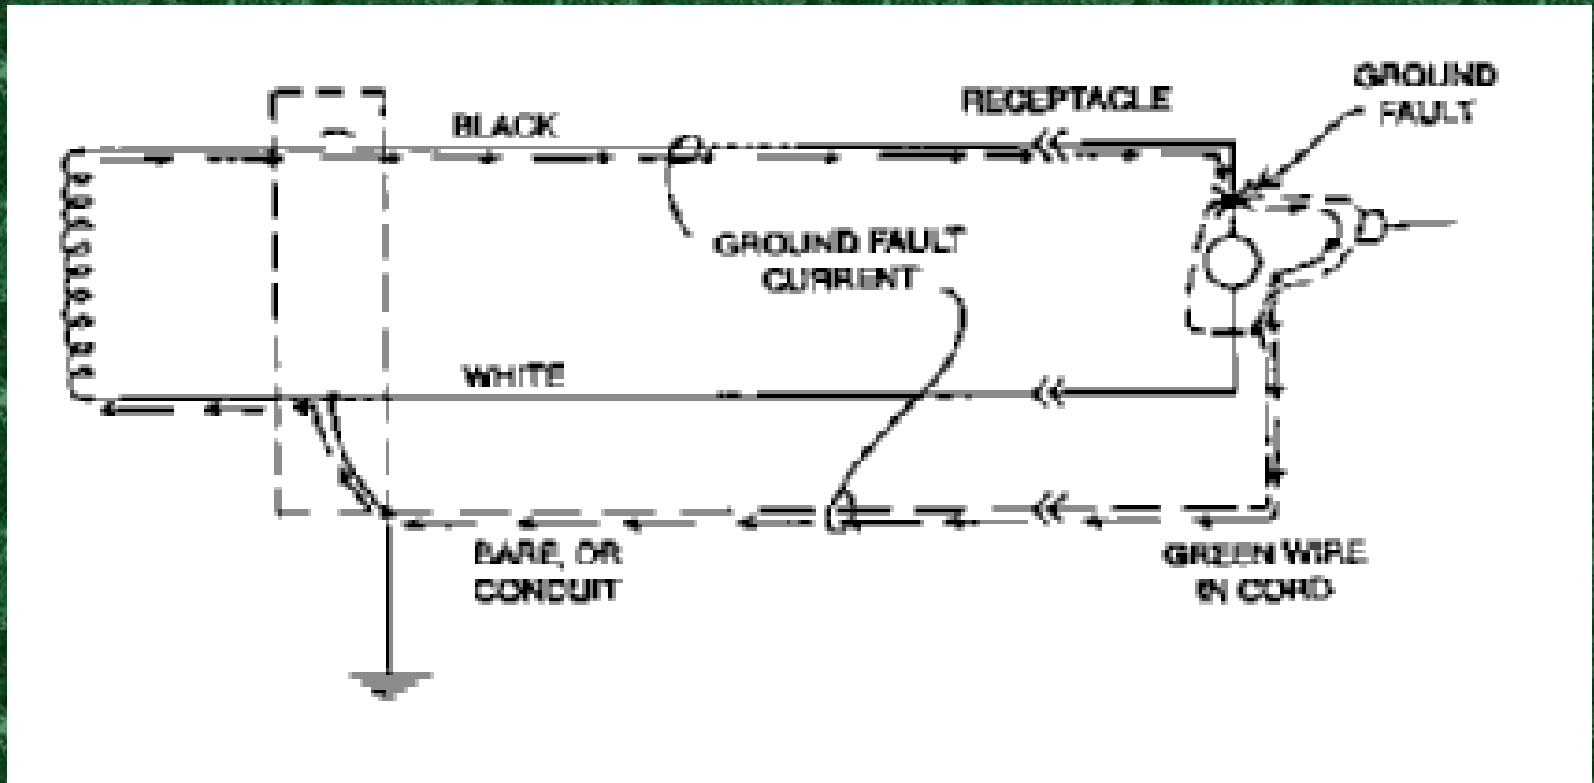 GROUND
FAULT
RECEPTACLE
BLACK
GROUND FAULT
CURRENT
WHITE
BARE, OR
CONDUIT
GREEN WIRE
IN CORD